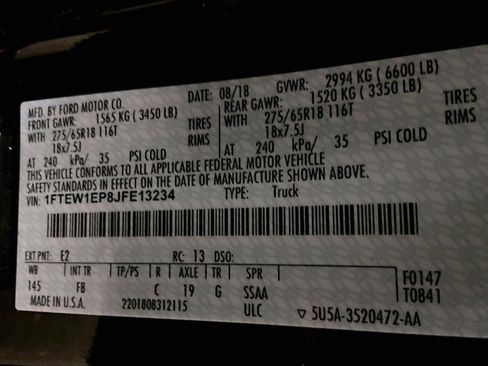 MFD. BY FORD MOTOR CO.
DATE: 08/18 GVWR: 2994 KG ( 6600 LB)
FRONT GAWR: 1565 KG ( 3450 LB) REAR GAWR: 1520 KG ( 3350 LB)
WITH 275/65R18 116T TIRES WITH 275/65R18 116T TIRES
18x7.5J RIMS 18x7.5J RIMS
AT 240 kPa/ 35 PSI COLD AT 240 kPa/ 35 PSI COLD
THIS VEHICLE CONFORMS TO ALL APPLICABLE FEDERAL MOTOR VEHICLE
SAFETY STANDARDS IN EFFECT ON THE DATE OF MANUFACTURE SHOWN ABOVE.
VIN: 1FTEW1EP8JFE13234 TYPE: Truck
EXT PNT: E2 RC: 13 DSO:
WB INT TR TP/PS R AXLE TR SPR F0147
145 FB C 19 G SSAA T0B41
MADE IN U.S.A. 2201808312115 ULC ▽ 5U5A-3520472-AA